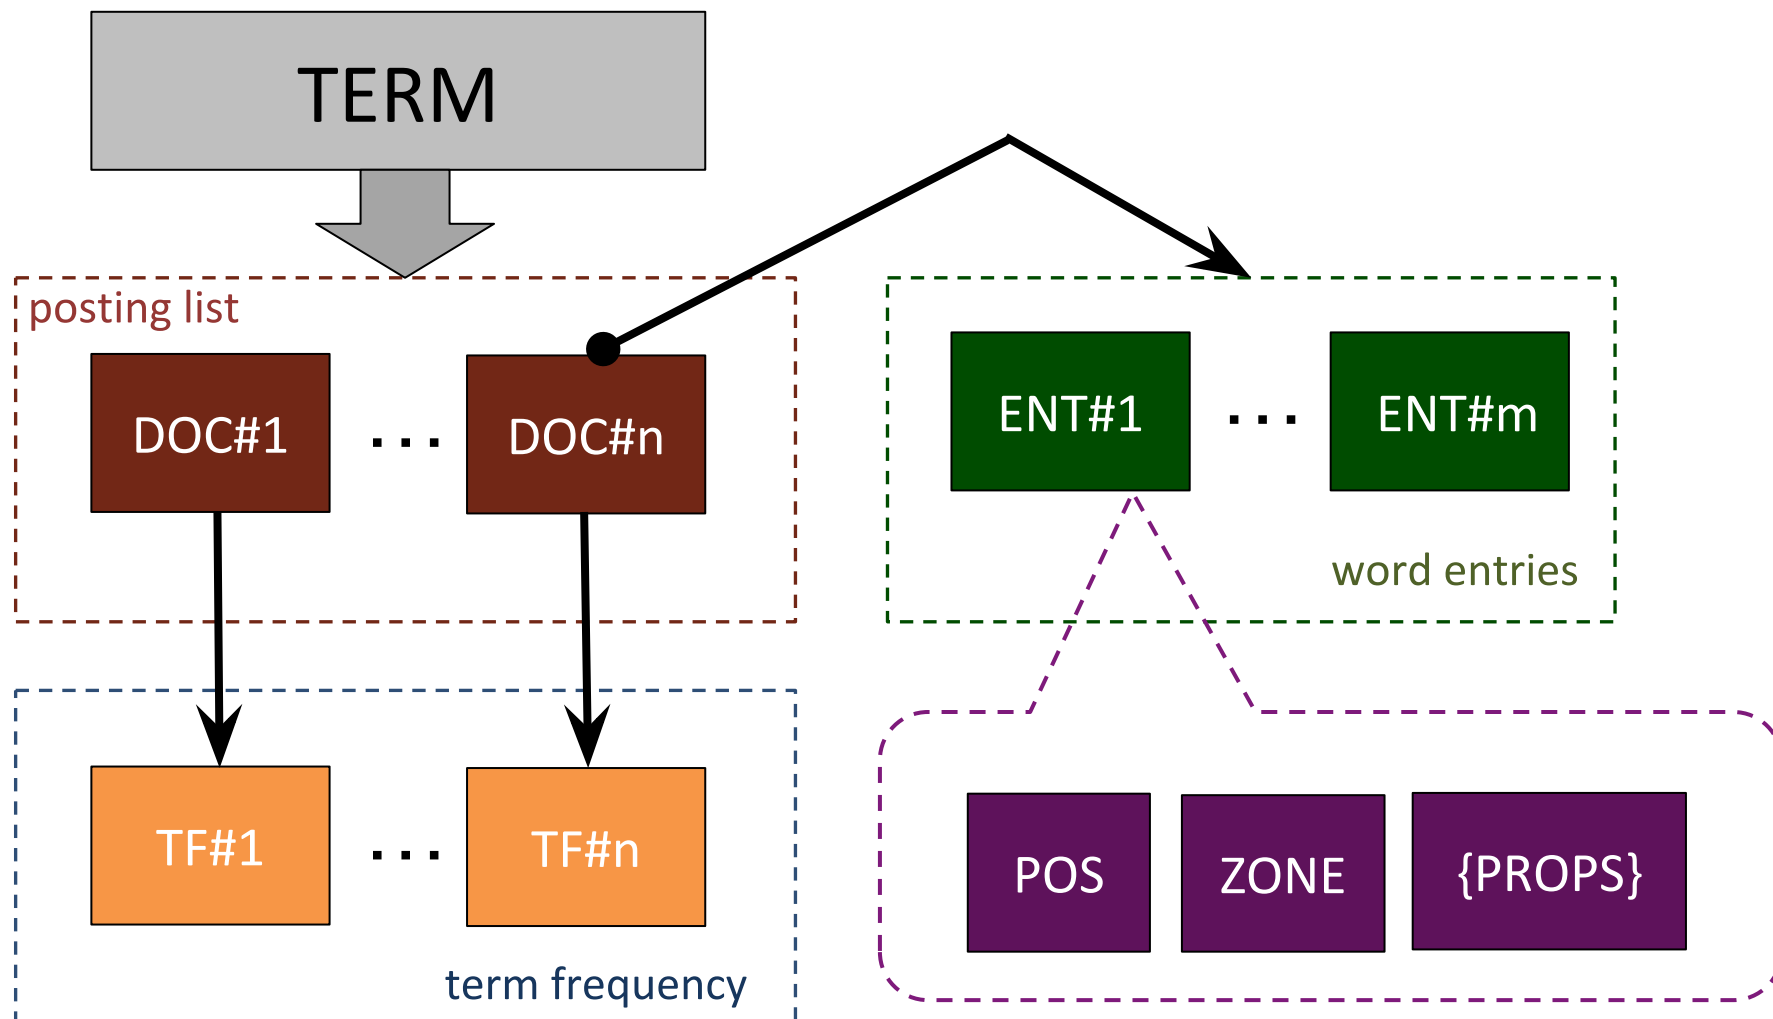 TERM
posting list
DOC#1 ... DOC#n
ENT#1 ... ENT#m
word entries
TF#1 ... TF#n
term frequency
POS ZONE {PROPS}